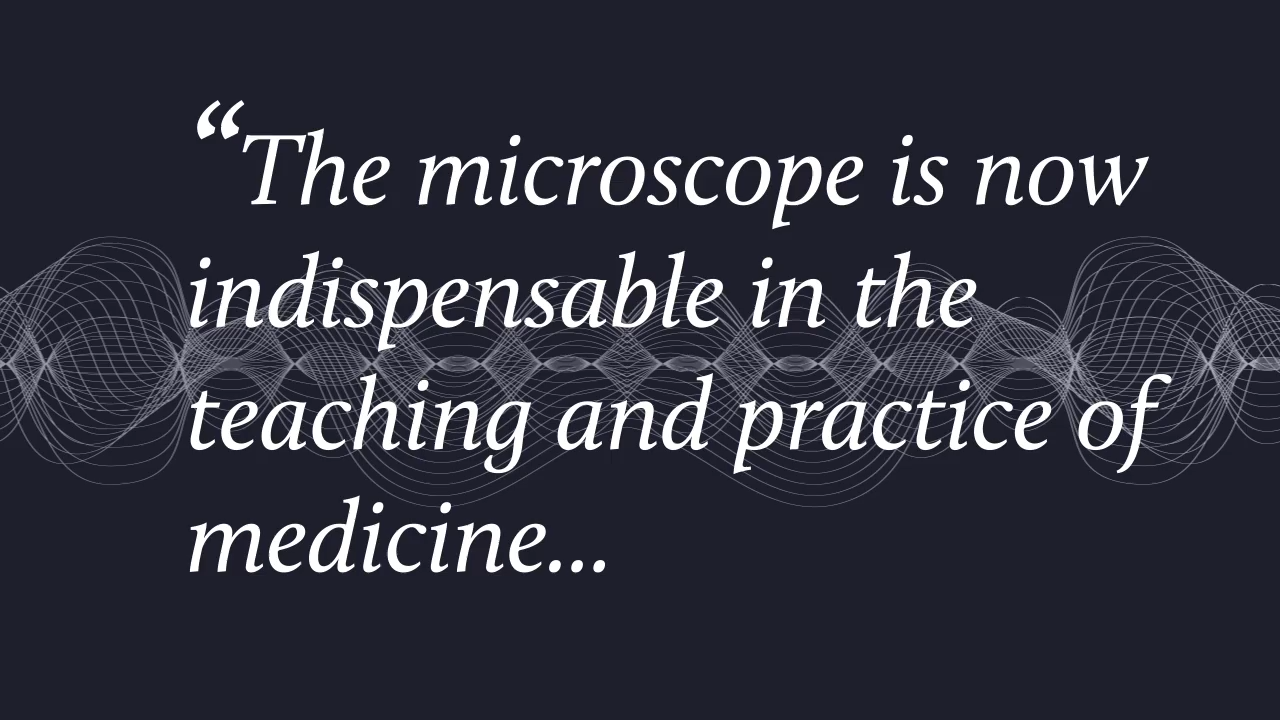 “The microscope is now
indispensable in the
teaching and practice of
medicine...